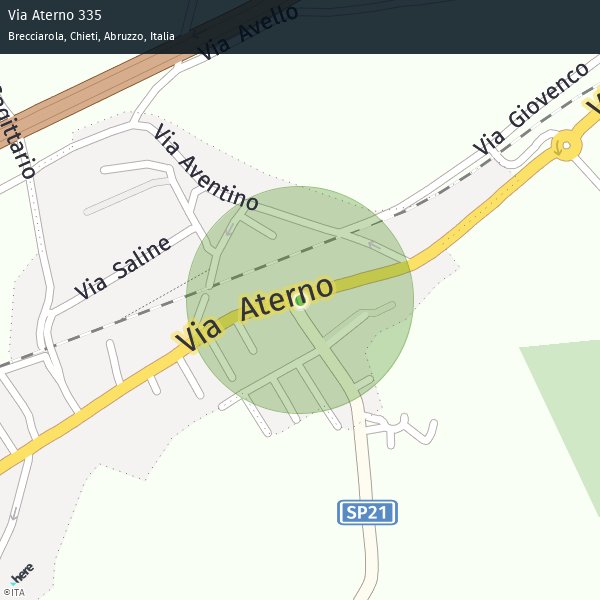 Via Aterno 335
Brecciarola, Chieti, Abruzzo, Italia
Via Avello
Via Giovenco
Via Aventino
Via Saline
Via Aterno
SP21
here
©ITA